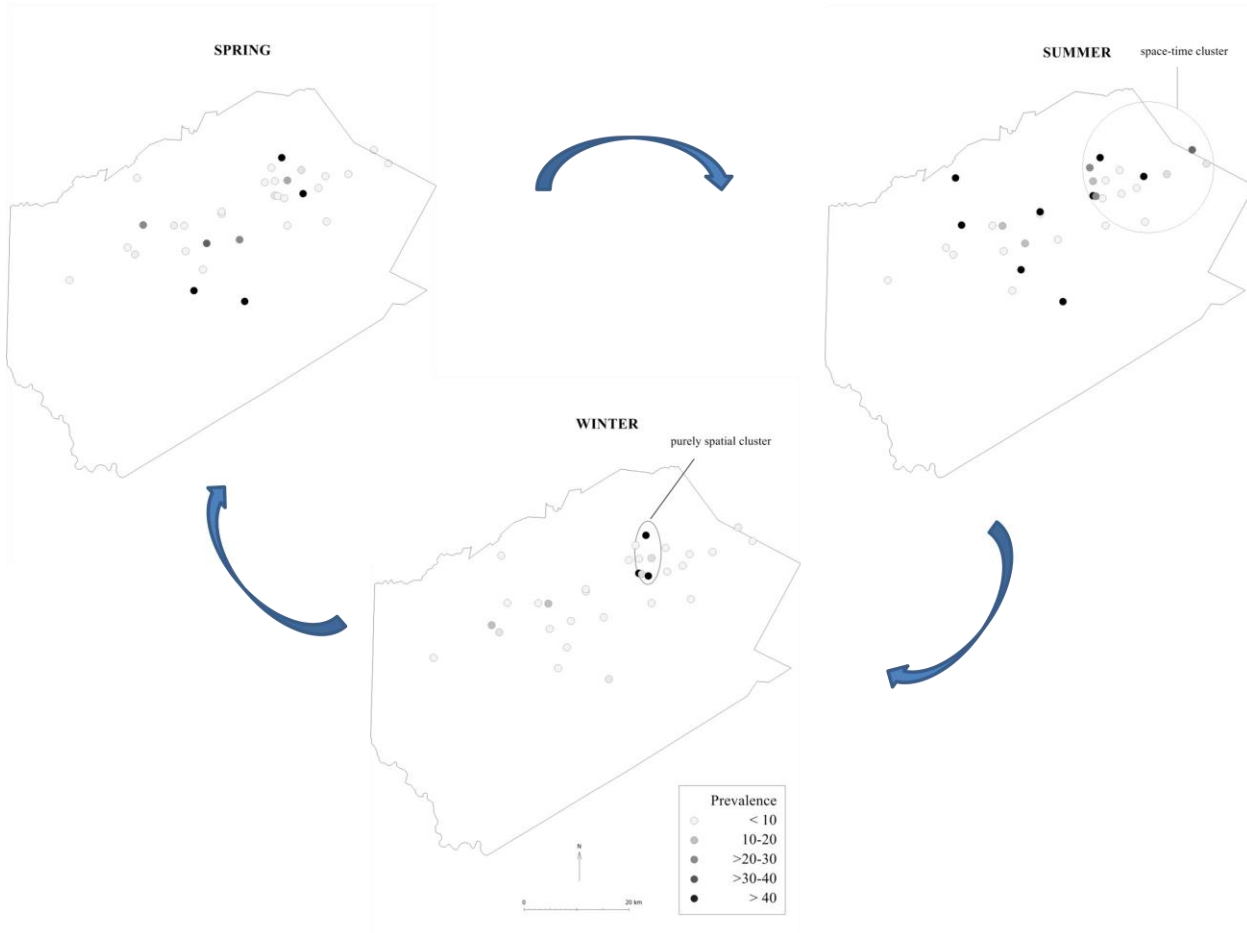 SPRING
SUMMER
space-time cluster
WINTER
purely spatial cluster
Prevalence
< 10
10-20
>20-30
>30-40
> 40
N
0 20 km